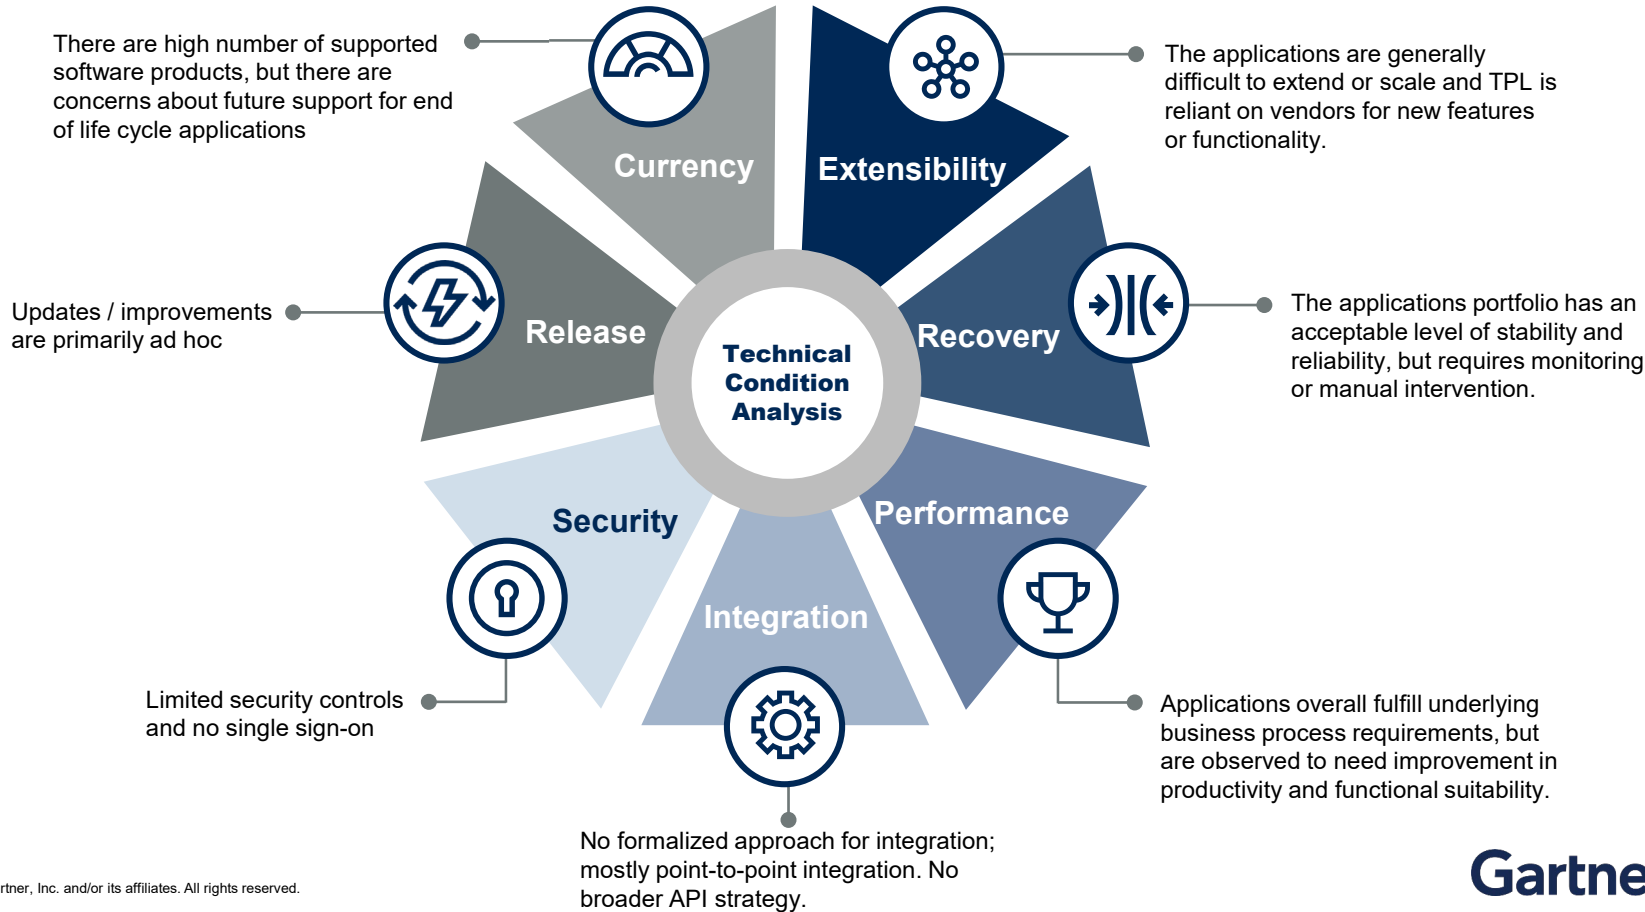 There are high number of supported
software products, but there are
concerns about future support for end
of life cycle applications
Currency
Extensibility
The applications are generally
difficult to extend or scale and TPL is
reliant on vendors for new features
or functionality.
Updates / improvements
are primarily ad hoc
Release
Recovery
The applications portfolio has an
acceptable level of stability and
reliability, but requires monitoring
or manual intervention.
Technical
Condition
Analysis
Security
Performance
Integration
Limited security controls
and no single sign-on
Applications overall fulfill underlying
business process requirements, but
are observed to need improvement in
productivity and functional suitability.
No formalized approach for integration;
mostly point-to-point integration. No
broader API strategy.
rtner, Inc. and/or its affiliates. All rights reserved.
Gartne